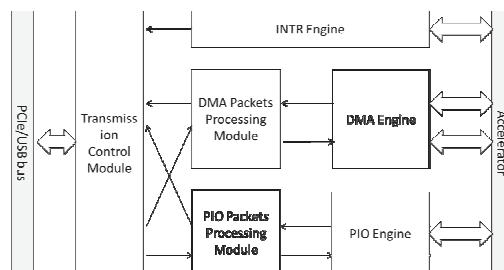 INTR Engine
PCIe/USB bus
Transmiss
ion
Control
Module
DMA Packets
Processing
Module
DMA Engine
Accelerator
PIO Packets
Processing
Module
PIO Engine